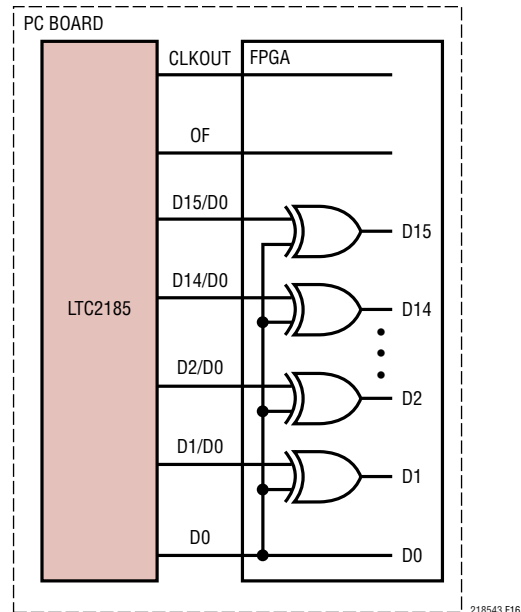 PC BOARD
CLKOUT
FPGA
OF
D15/D0
D15
D14/D0
LTC2185
D14
D2/D0
D2
D1/D0
D1
D0
D0
218543 F16